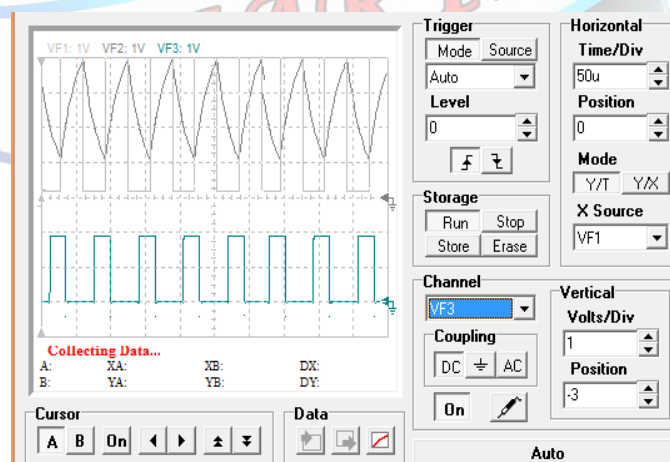 VF1: 1V VF2: 1V VF3: 1V
Collecting Data...
A: XA: XB: DX:
B: YA: YB: DY:
Cursor
A B On
Data
Trigger
Mode Source
Auto
Level
0
Storage
Run Stop
Store Erase
Channel
VF3
Coupling
DC AC
On
Horizontal
Time/Div
50u
Position
0
Mode
Y/T Y/X
X Source
VF1
Vertical
Volts/Div
1
Position
-3
Auto